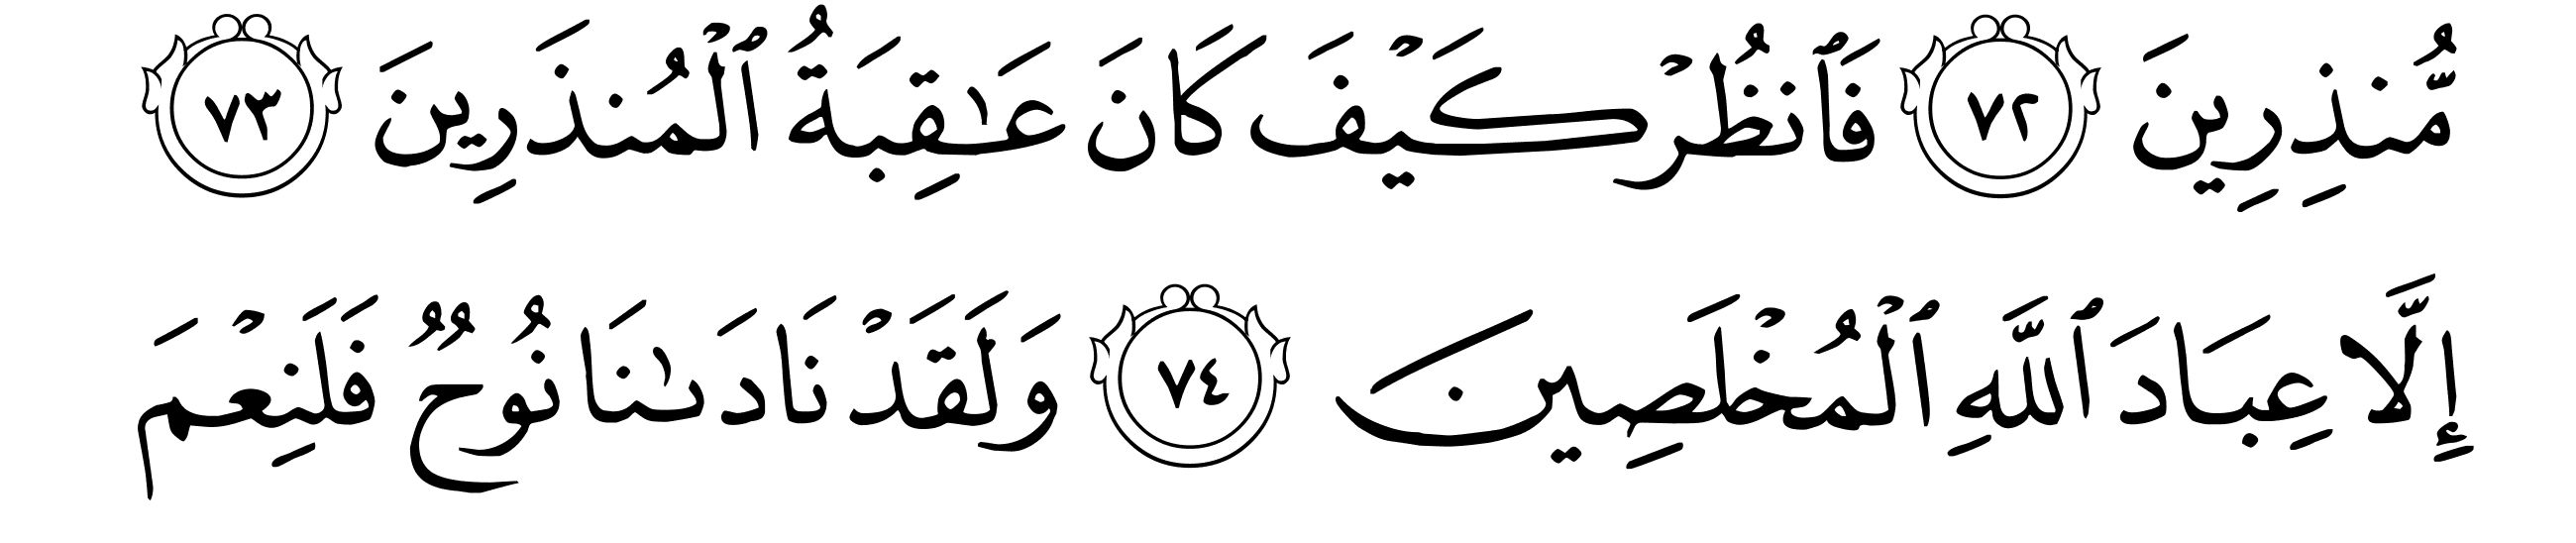 مُّنذِرِينَ ٧٢ فَٱنظُرْ كَيْفَ كَانَ عَـٰقِبَةُ ٱلْمُنذَرِينَ ٧٣
إِلَّا عِبَادَ ٱللَّهِ ٱلْمُخْلَصِينَ ٧٤ وَلَقَدْ نَادَىٰنَا نُوحٌ فَلَنِعْمَ